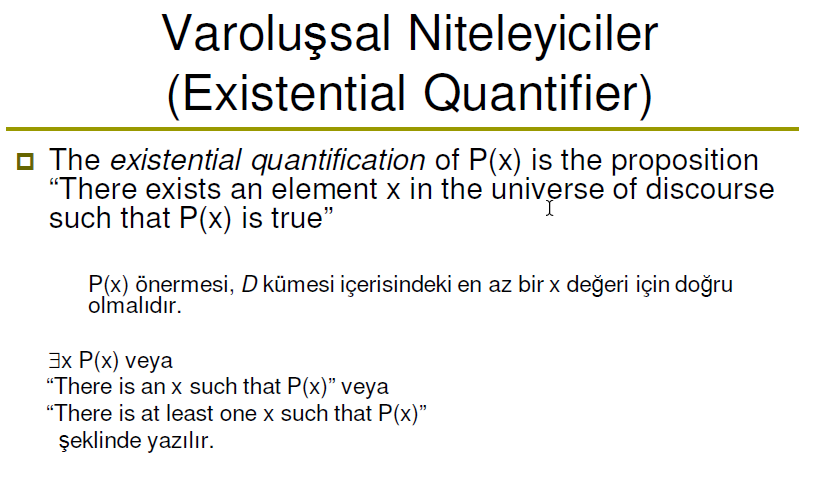 Varoluşsal Niteleyiciler
(Existential Quantifier)
The existential quantification of P(x) is the proposition
“There exists an element x in the universe of discourse
such that P(x) is true”
P(x) önermesi, D kümesi içerisindeki en az bir x değeri için doğru
olmalıdır.
∃x P(x) veya
“There is an x such that P(x)” veya
“There is at least one x such that P(x)”
şeklinde yazılır.